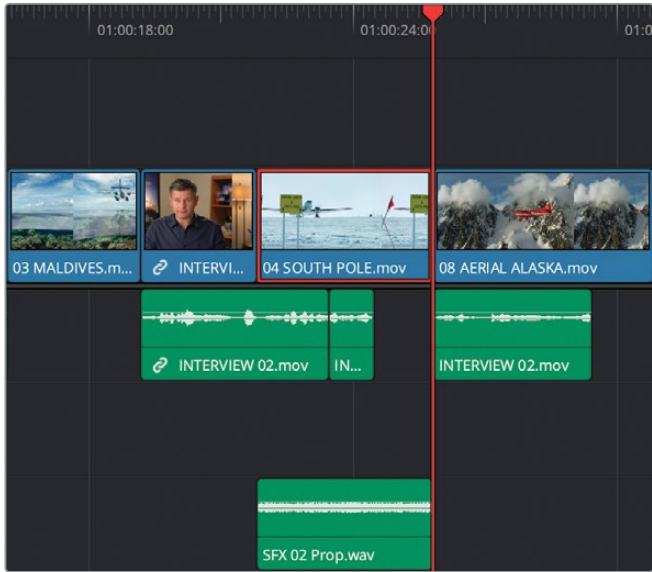 01:00:18:00
01:00:24:00
01:0
03 MALDIVES.m...
INTERVI...
04 SOUTH POLE.mov
08 AERIAL ALASKA.mov
INTERVIEW 02.mov
IN...
INTERVIEW 02.mov
SFX 02 Prop.wav